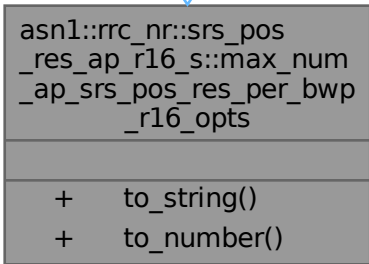 asn1::rrc_nr::srs_pos
_res_ap_r16_s::max_num
_ap_srs_pos_res_per_bwp
_r16_opts
+ to_string()
+ to_number()